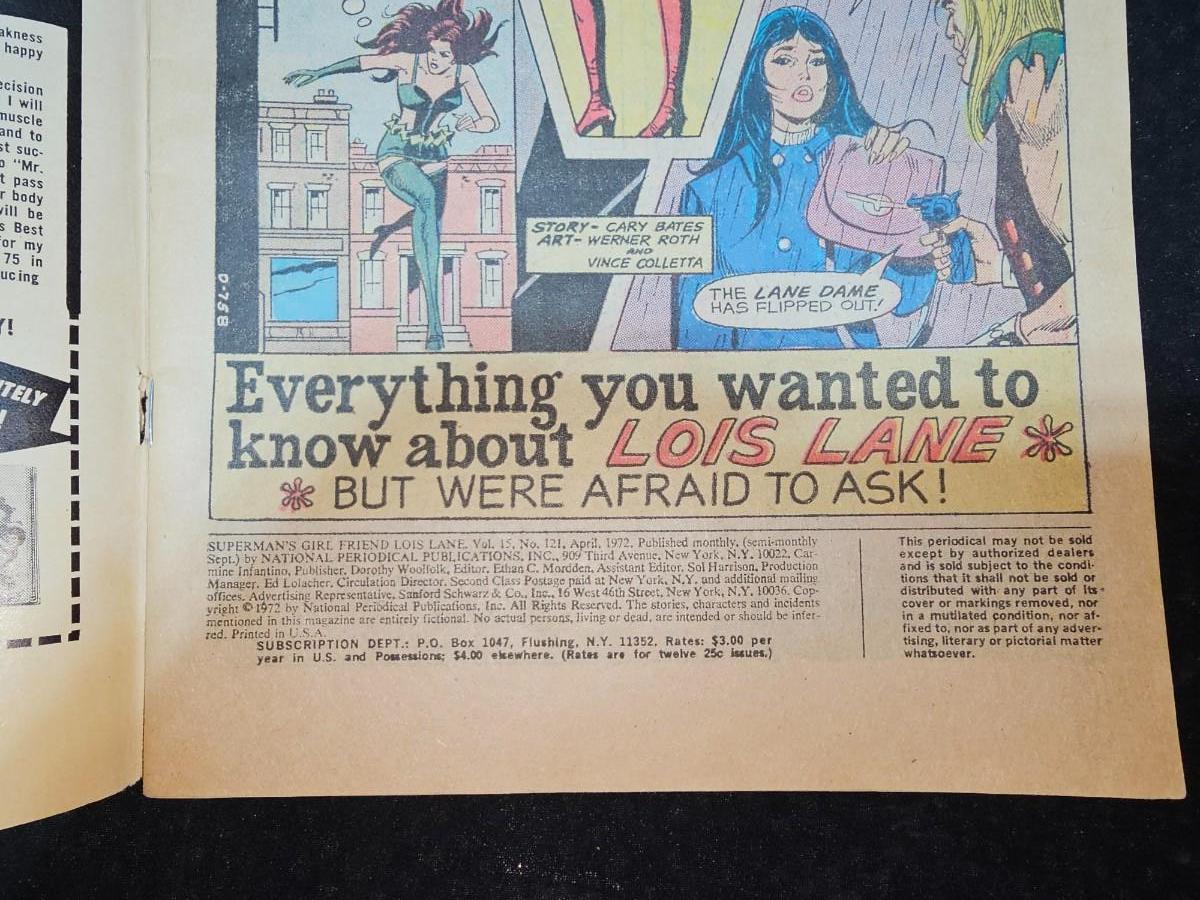 akness
happy
ecision
I will
muscle
and to
st suc-
o "Mr.
t pass
r body
will be
s Best
for my
75 in
ucing
Y!
UTELY
!
STORY- CARY BATES
ART- WERNER ROTH
AND
VINCE COLLETTA
THE LANE DAME
HAS FLIPPED OUT!
O-758
Everything you wanted to
know about LOIS LANE *
* BUT WERE AFRAID TO ASK!
SUPERMAN'S GIRL FRIEND LOIS LANE, Vol. 15, No. 121, April, 1972. Published monthly, (semi-monthly
Sept.) by NATIONAL PERIODICAL PUBLICATIONS, INC., 909 Third Avenue, New York, N.Y. 10022. Car-
mine Infantino, Publisher. Dorothy Woolfolk, Editor. Ethan C. Mordden, Assistant Editor. Sol Harrison, Production
Manager. Ed Lolacher, Circulation Director. Second Class Postage paid at New York, N.Y. and additional mailing
offices. Advertising Representative, Sanford Schwarz & Co., Inc., 16 West 46th Street, New York, N.Y. 10036. Cop-
yright © 1972 by National Periodical Publications, Inc. All Rights Reserved. The stories, characters and incidents
mentioned in this magazine are entirely fictional. No actual persons, living or dead, are intended or should be infer-
red. Printed in U.S.A.
SUBSCRIPTION DEPT.: P.O. Box 1047, Flushing, N.Y. 11352. Rates: $3.00 per
year in U.S. and Possessions; $4.00 elsewhere. (Rates are for twelve 25c issues.)
This periodical may not be sold
except by authorized dealers
and is sold subject to the condi-
tions that it shall not be sold or
distributed with any part of its
cover or markings removed, nor
in a mutilated condition, nor af-
fixed to, nor as part of any adver-
tising, literary or pictorial matter
whatsoever.